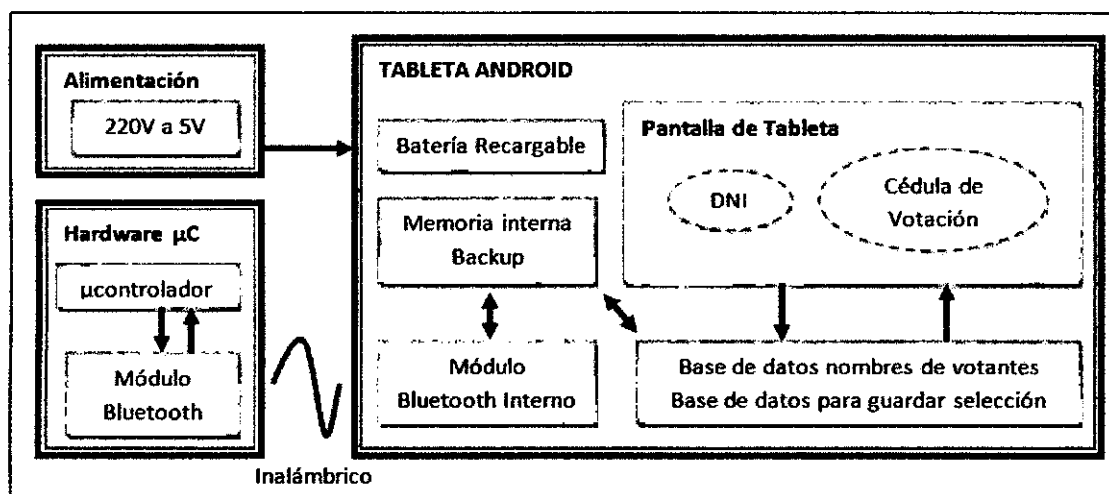 Alimentación
220V a 5V
Hardware µC
µcontrolador
Módulo
Bluetooth
Inalámbrico
TABLETA ANDROID
Batería Recargable
Memoria interna
Backup
Módulo
Bluetooth Interno
Pantalla de Tableta
DNI
Cédula de
Votación
Base de datos nombres de votantes
Base de datos para guardar selección